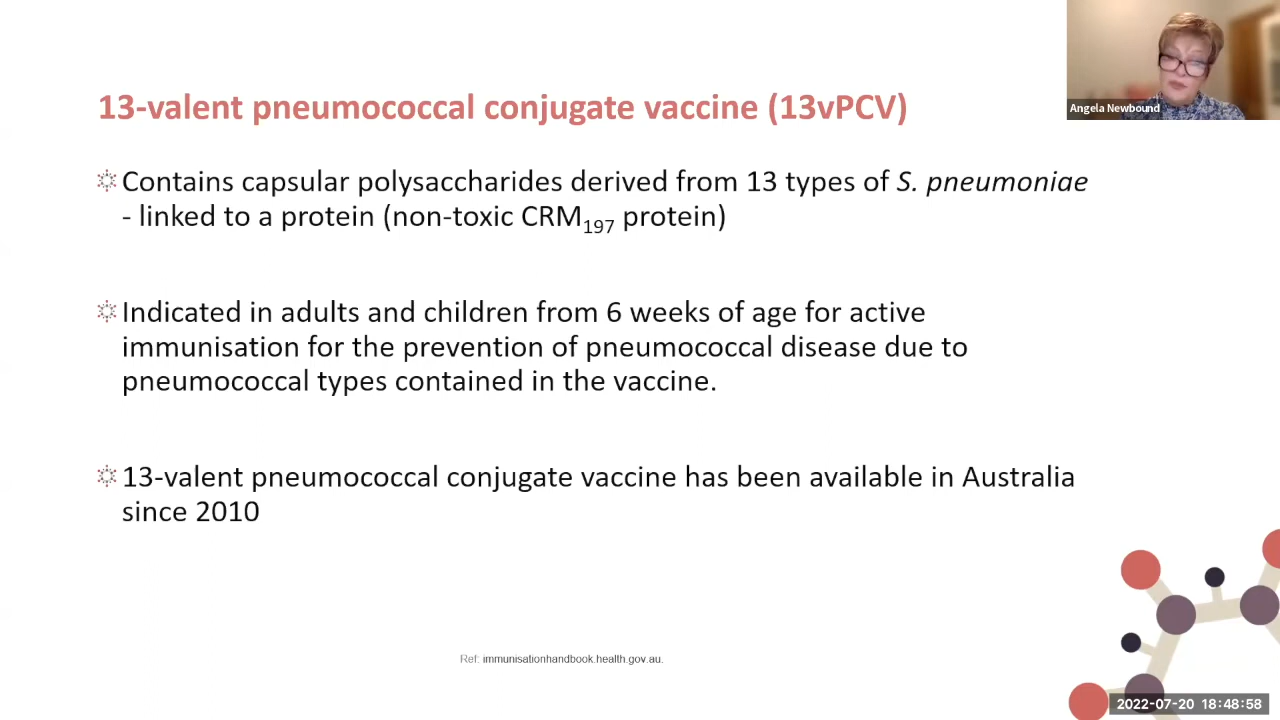 Angela Newbound
13-valent pneumococcal conjugate vaccine (13vPCV)
Contains capsular polysaccharides derived from 13 types of S. pneumoniae
- linked to a protein (non-toxic CRM197 protein)
Indicated in adults and children from 6 weeks of age for active
immunisation for the prevention of pneumococcal disease due to
pneumococcal types contained in the vaccine.
13-valent pneumococcal conjugate vaccine has been available in Australia
since 2010
Ref: immunisationhandbook.health.gov.au.
2022-07-20 18:48:58